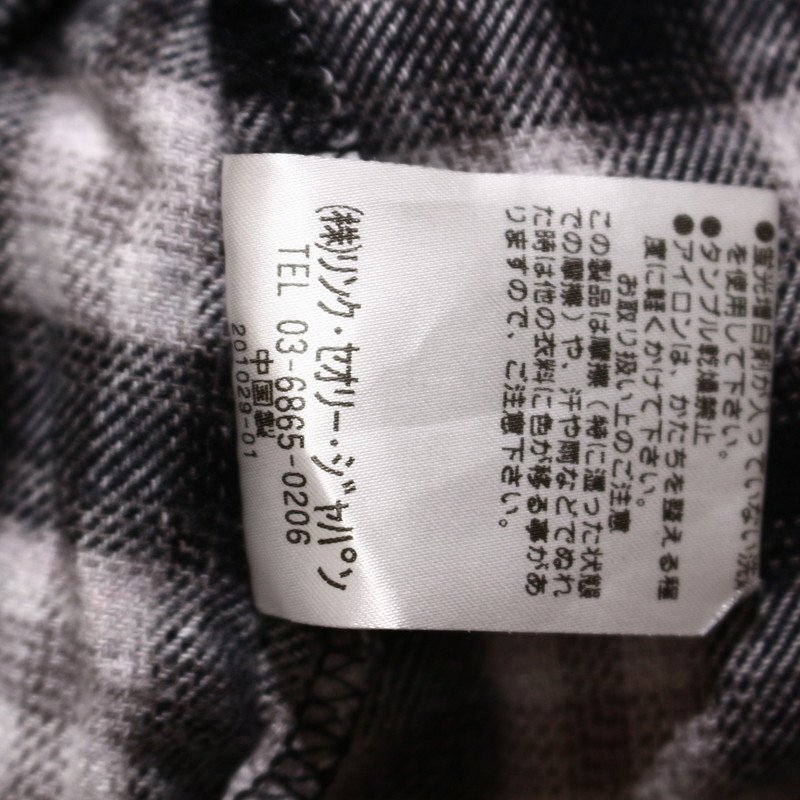 ●蛍光増白剤が入っていない洗剤
を使用して下さい。
●タンブル乾燥禁止
●アイロンは、かたちを整える程
度に軽くかけて下さい。
お取り扱い上のご注意
この製品は摩擦(特に湿った状態
での摩擦)や、汗や雨などでぬれ
た時は他の衣料に色が移る事があ
りますので、ご注意下さい。
(株)リンク・セオリー・ジャパン
TEL 03-6865-0206
中国製
201029-01